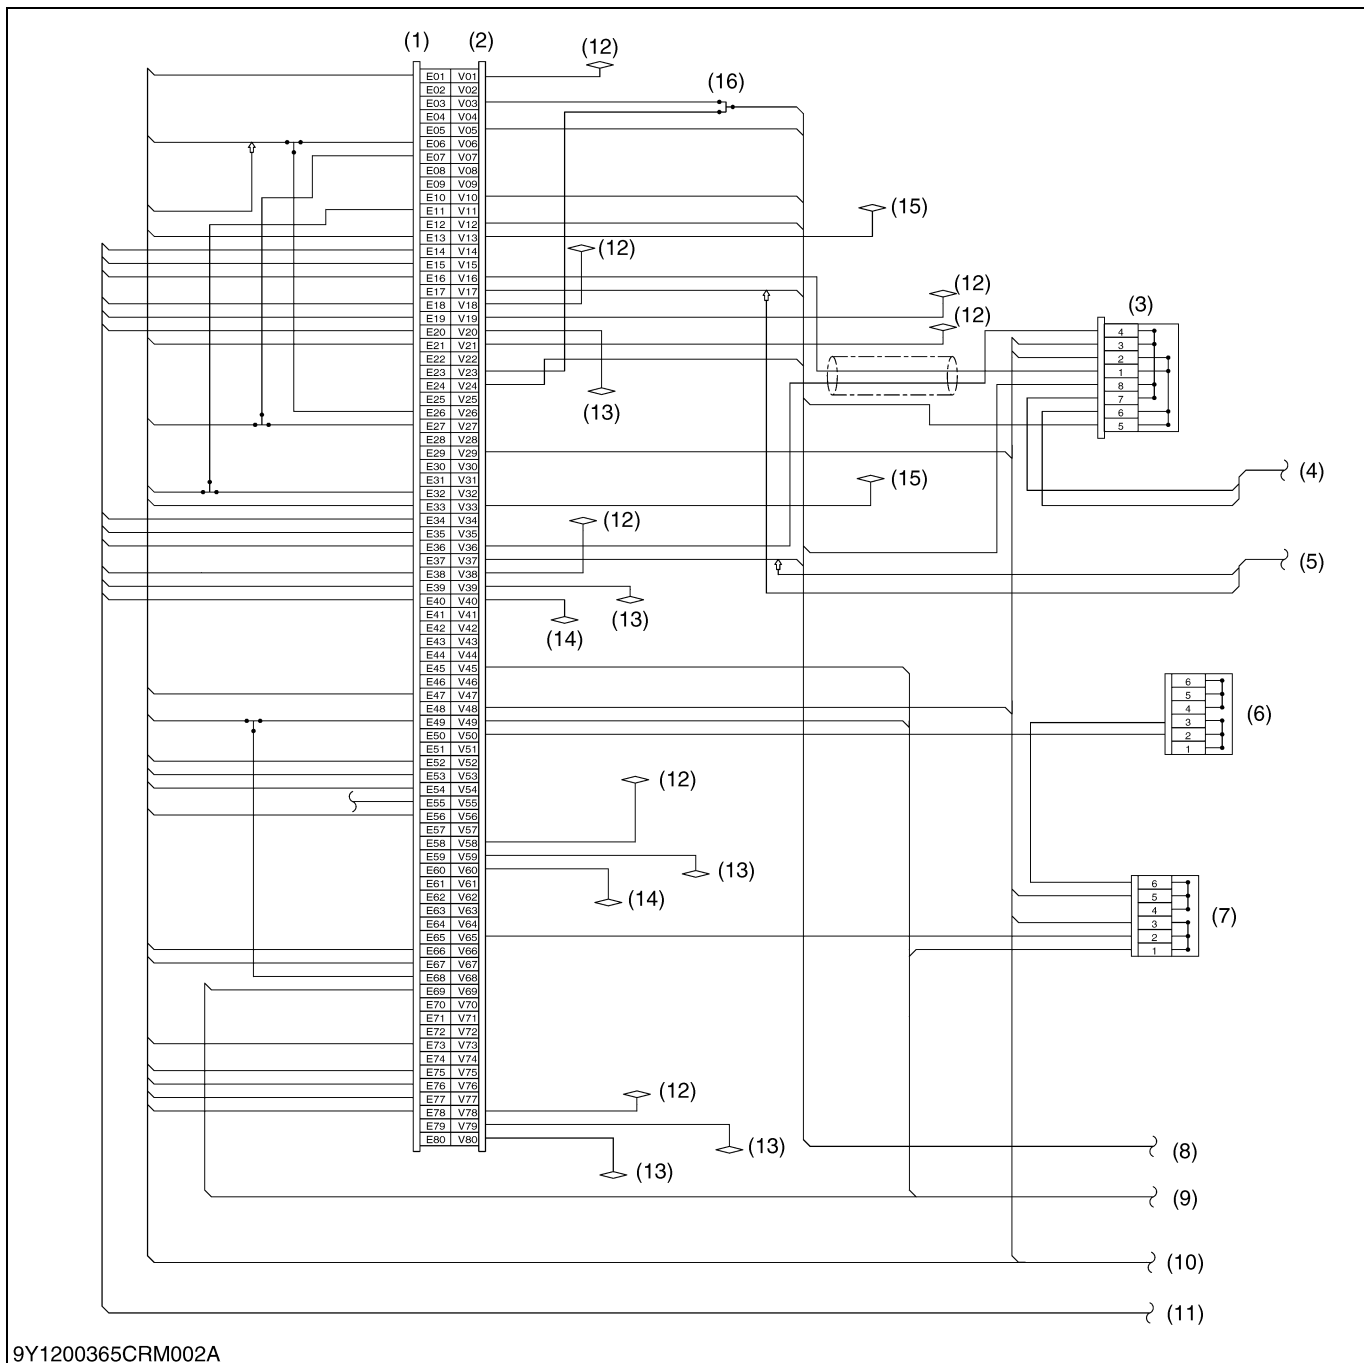 (1) (2)
(12)
(16)
E01 V01
E02 V02
E03 V03
E04 V04
E05 V05
E06 V06
E07 V07
E08 V08
E09 V09
E10 V10
(15)
E11 V11
E12 V12
E13 V13
(12)
E14 V14
E15 V15
E16 V16
(12)
E17 V17
(3)
E18 V18
(12)
E19 V19
E20 V20
4
E21 V21
3
E22 V22
2
E23 V23
1
E24 V24
8
E25 V25
7
(13)
E26 V26
6
E27 V27
5
E28 V28
E29 V29
E30 V30
(4)
E31 V31
(15)
E32 V32
E33 V33
(12)
E34 V34
E35 V35
E36 V36
E37 V37
(5)
E38 V38
E39 V39
E40 V40
(13)
E41 V41
E42 V42
(14)
E43 V43
E44 V44
E45 V45
E46 V46
6
E47 V47
5
E48 V48
4
(6)
E49 V49
3
E50 V50
2
E51 V51
1
E52 V52
E53 V53
(12)
E54 V54
E55 V55
E56 V56
E57 V57
E58 V58
E59 V59
E60 V60
(13)
E61 V61
6
E62 V62
5
(14)
E63 V63
4
(7)
E64 V64
3
E65 V65
2
E66 V66
1
E67 V67
E68 V68
E69 V69
E70 V70
E71 V71
E72 V72
E73 V73
E74 V74
E75 V75
E76 V76
(12)
E77 V77
E78 V78
E79 V79
E80 V80
(13)
(8)
(13)
(9)
(10)
(11)
9Y1200365CRM002A